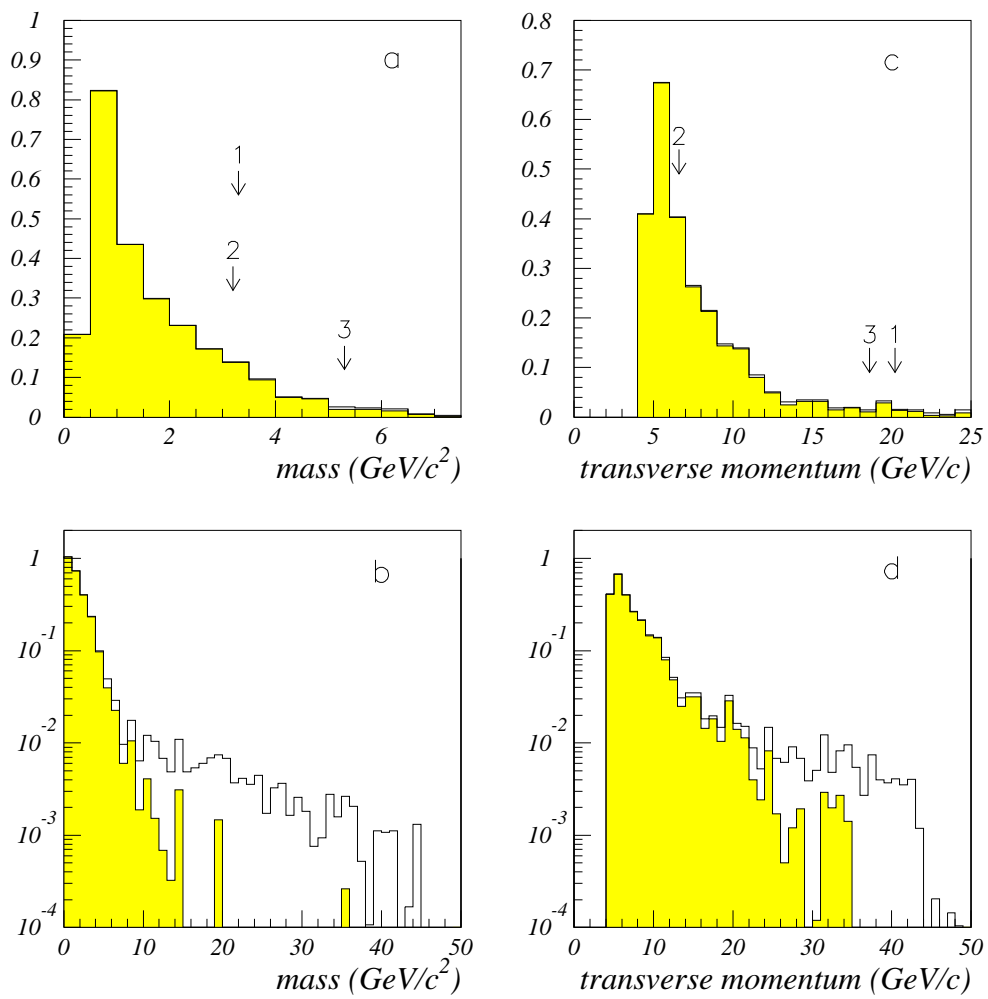 1
0.9
0.8
0.7
0.6
0.5
0.4
0.3
0.2
0.1
0
0 2 4 6
mass (GeV/c²)
a
1
2
3
0.8
0.7
0.6
0.5
0.4
0.3
0.2
0.1
0
0 5 10 15 20 25
transverse momentum (GeV/c)
c
2
3 1
1
10⁻¹
10⁻²
10⁻³
10⁻⁴
0 10 20 30 40 50
mass (GeV/c²)
b
1
10⁻¹
10⁻²
10⁻³
10⁻⁴
0 10 20 30 40 50
transverse momentum (GeV/c)
d